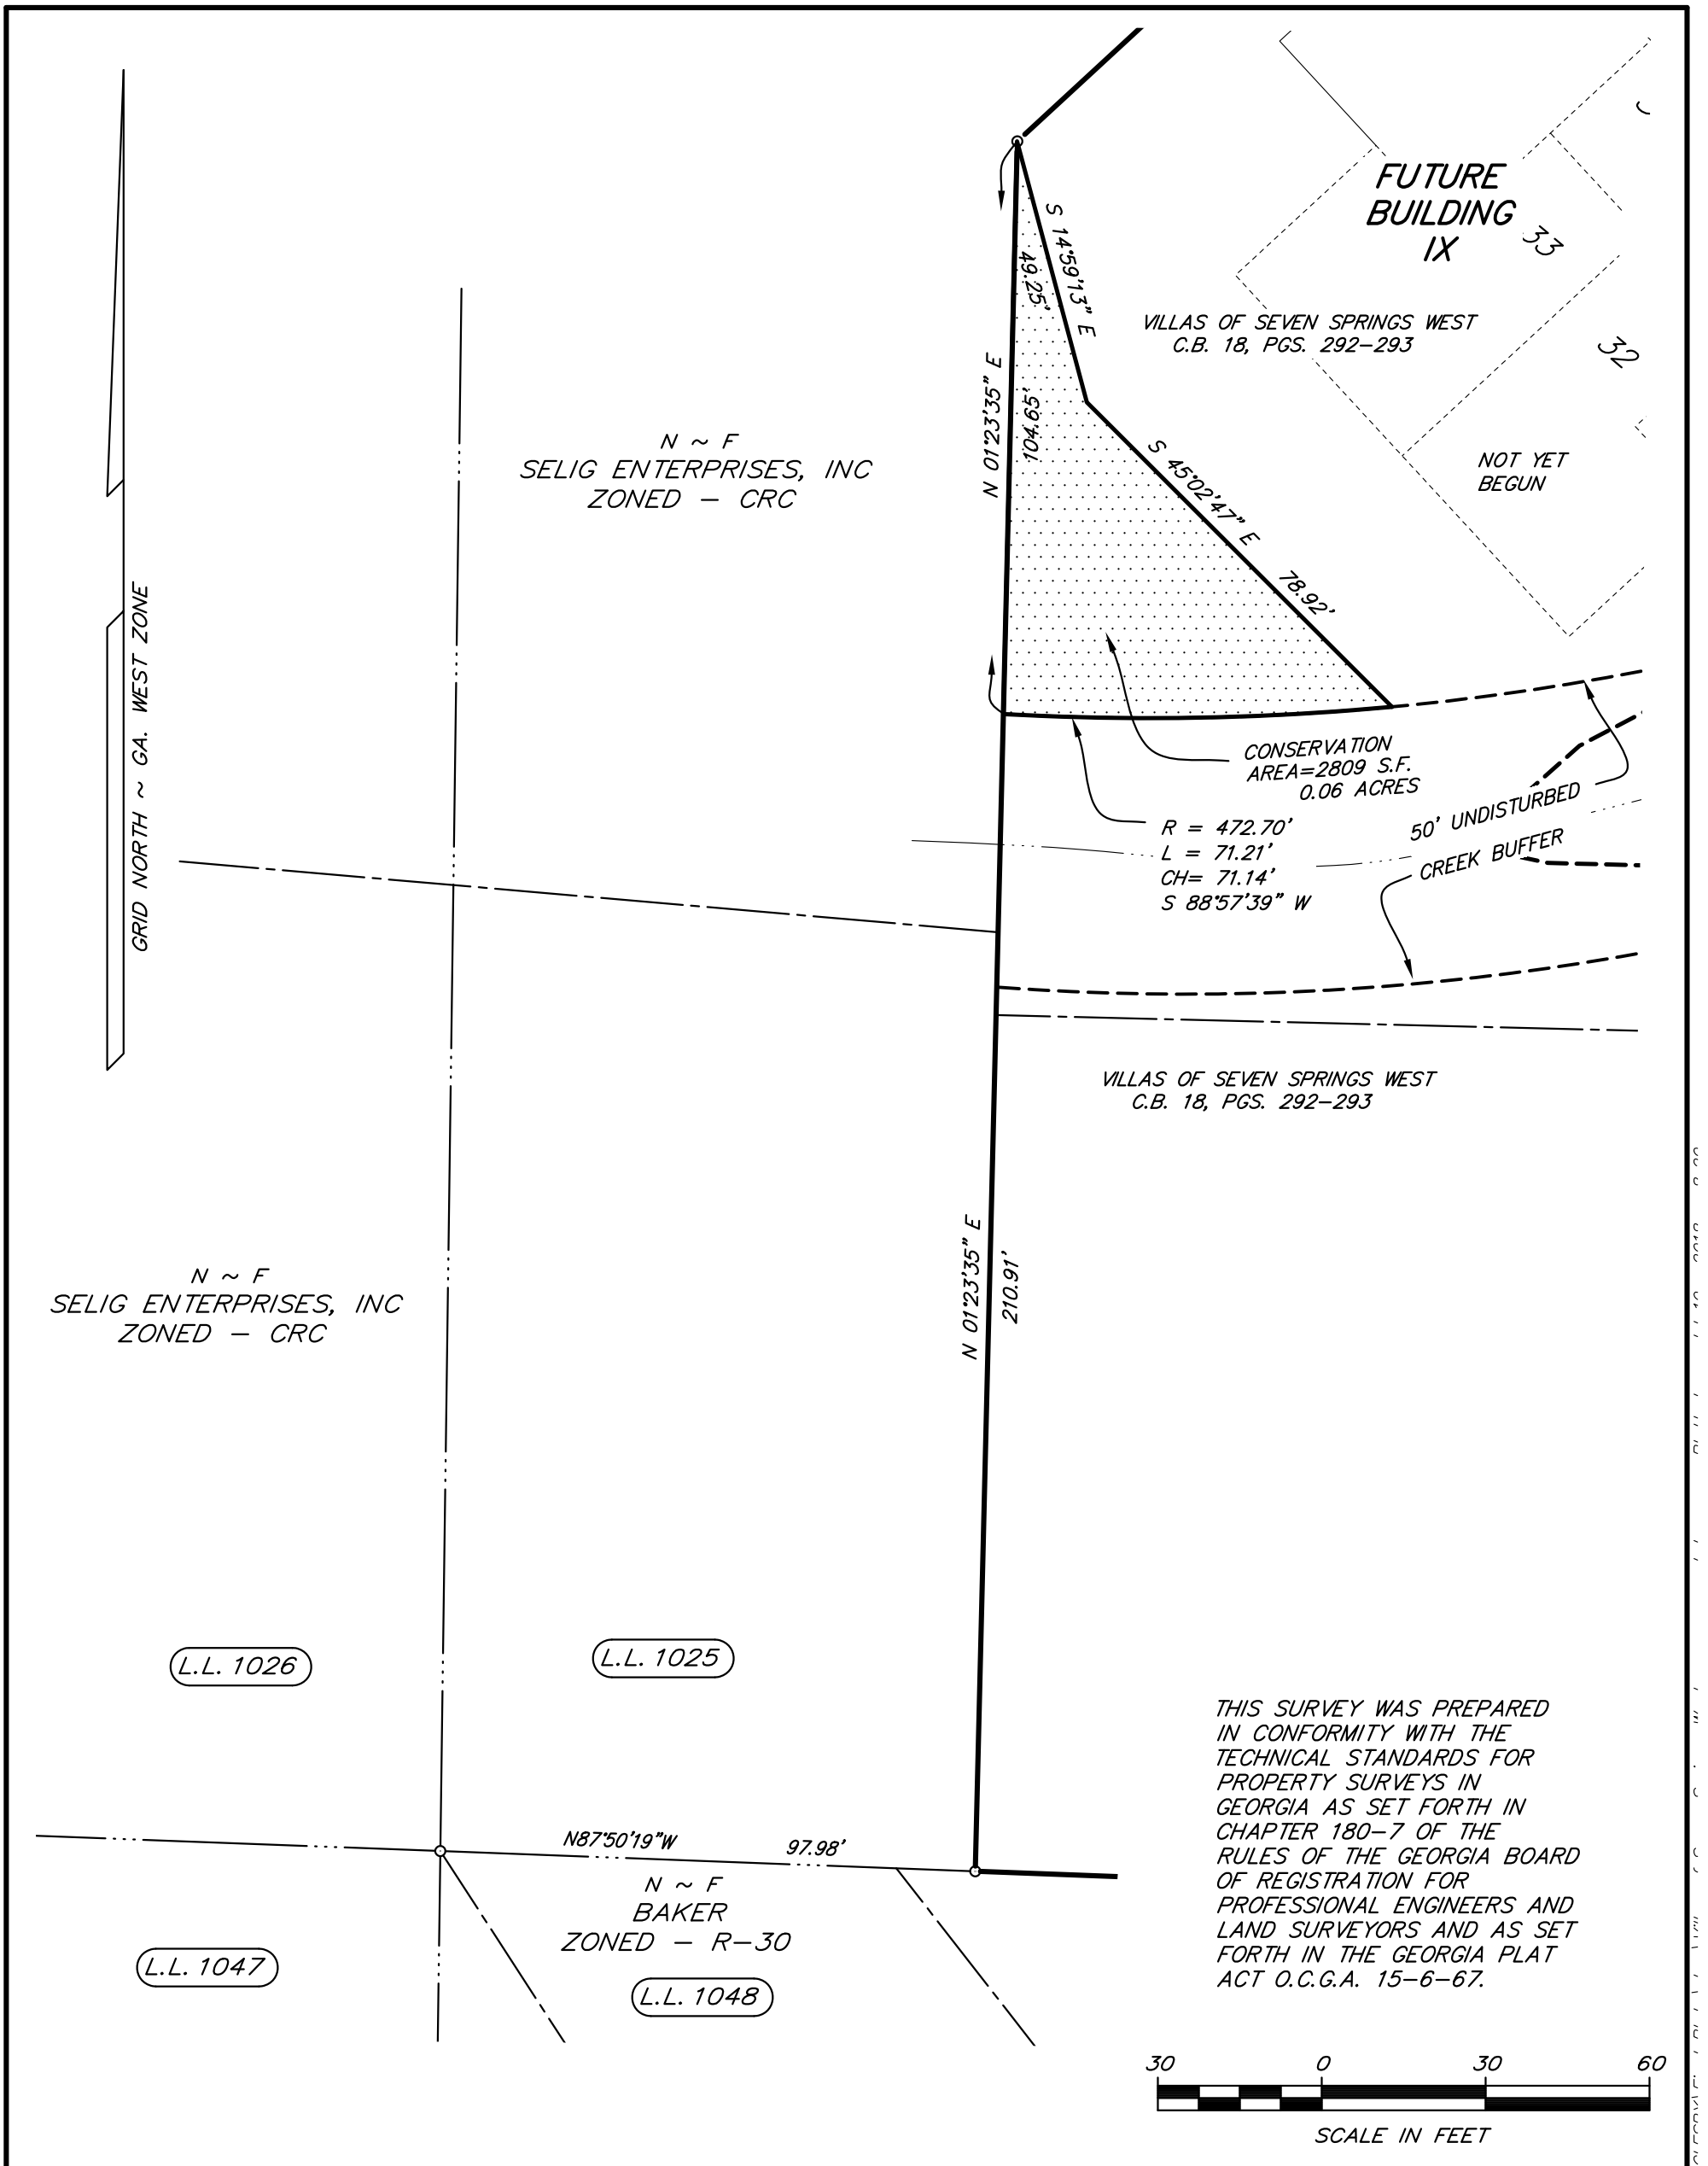 FUTURE
BUILDING
IX
33
32
S 14°59'13" E
49.25'
VILLAS OF SEVEN SPRINGS WEST
C.B. 18, PGS. 292-293
N 01°23'35" E
104.65'
S 45°02'47" E
78.92'
NOT YET
BEGUN
N ~ F
SELIG ENTERPRISES, INC
ZONED - CRC
GRID NORTH ~ GA. WEST ZONE
CONSERVATION
AREA=2809 S.F.
0.06 ACRES
R = 472.70'
L = 71.21'
CH= 71.14'
S 88°57'39" W
50' UNDISTURBED
CREEK BUFFER
VILLAS OF SEVEN SPRINGS WEST
C.B. 18, PGS. 292-293
N 01°23'35" E
210.91'
N ~ F
SELIG ENTERPRISES, INC
ZONED - CRC
L.L. 1026
L.L. 1025
N87°50'19"W 97.98'
N ~ F
BAKER
ZONED - R-30
L.L. 1047
L.L. 1048
THIS SURVEY WAS PREPARED
IN CONFORMITY WITH THE
TECHNICAL STANDARDS FOR
PROPERTY SURVEYS IN
GEORGIA AS SET FORTH IN
CHAPTER 180-7 OF THE
RULES OF THE GEORGIA BOARD
OF REGISTRATION FOR
PROFESSIONAL ENGINEERS AND
LAND SURVEYORS AND AS SET
FORTH IN THE GEORGIA PLAT
ACT O.C.G.A. 15-6-67.
30 0 30 60
SCALE IN FEET